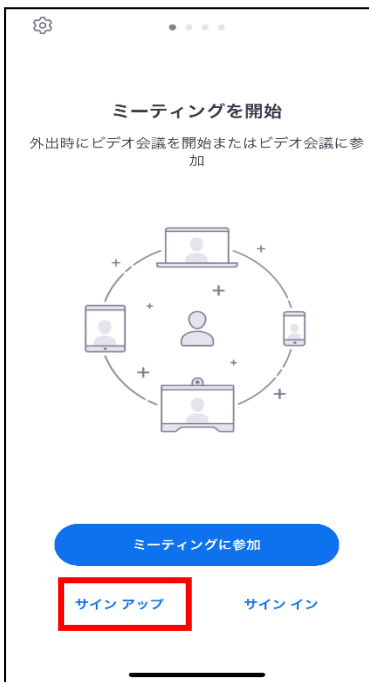 ミーティングを開始
外出時にビデオ会議を開始またはビデオ会議に参
加
ミーティングに参加
サイン アップ
サイン イン